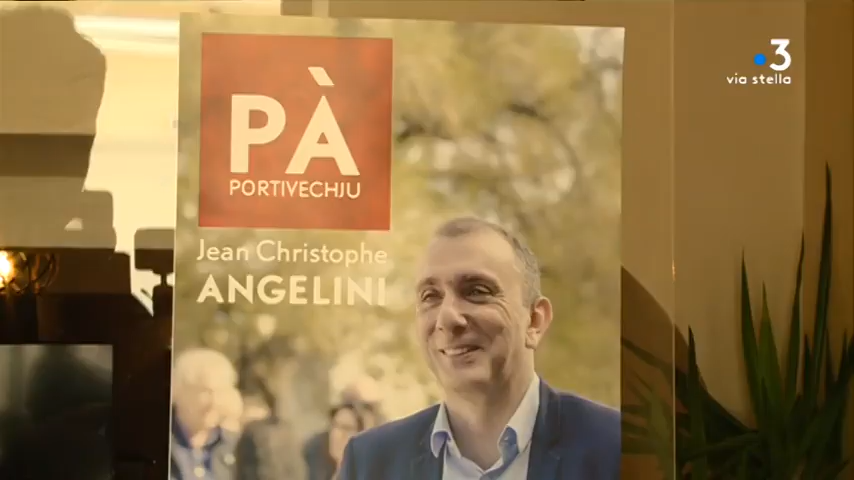 PÀ
PORTIVECHJU
Jean Christophe
ANGELINI
3
via stella